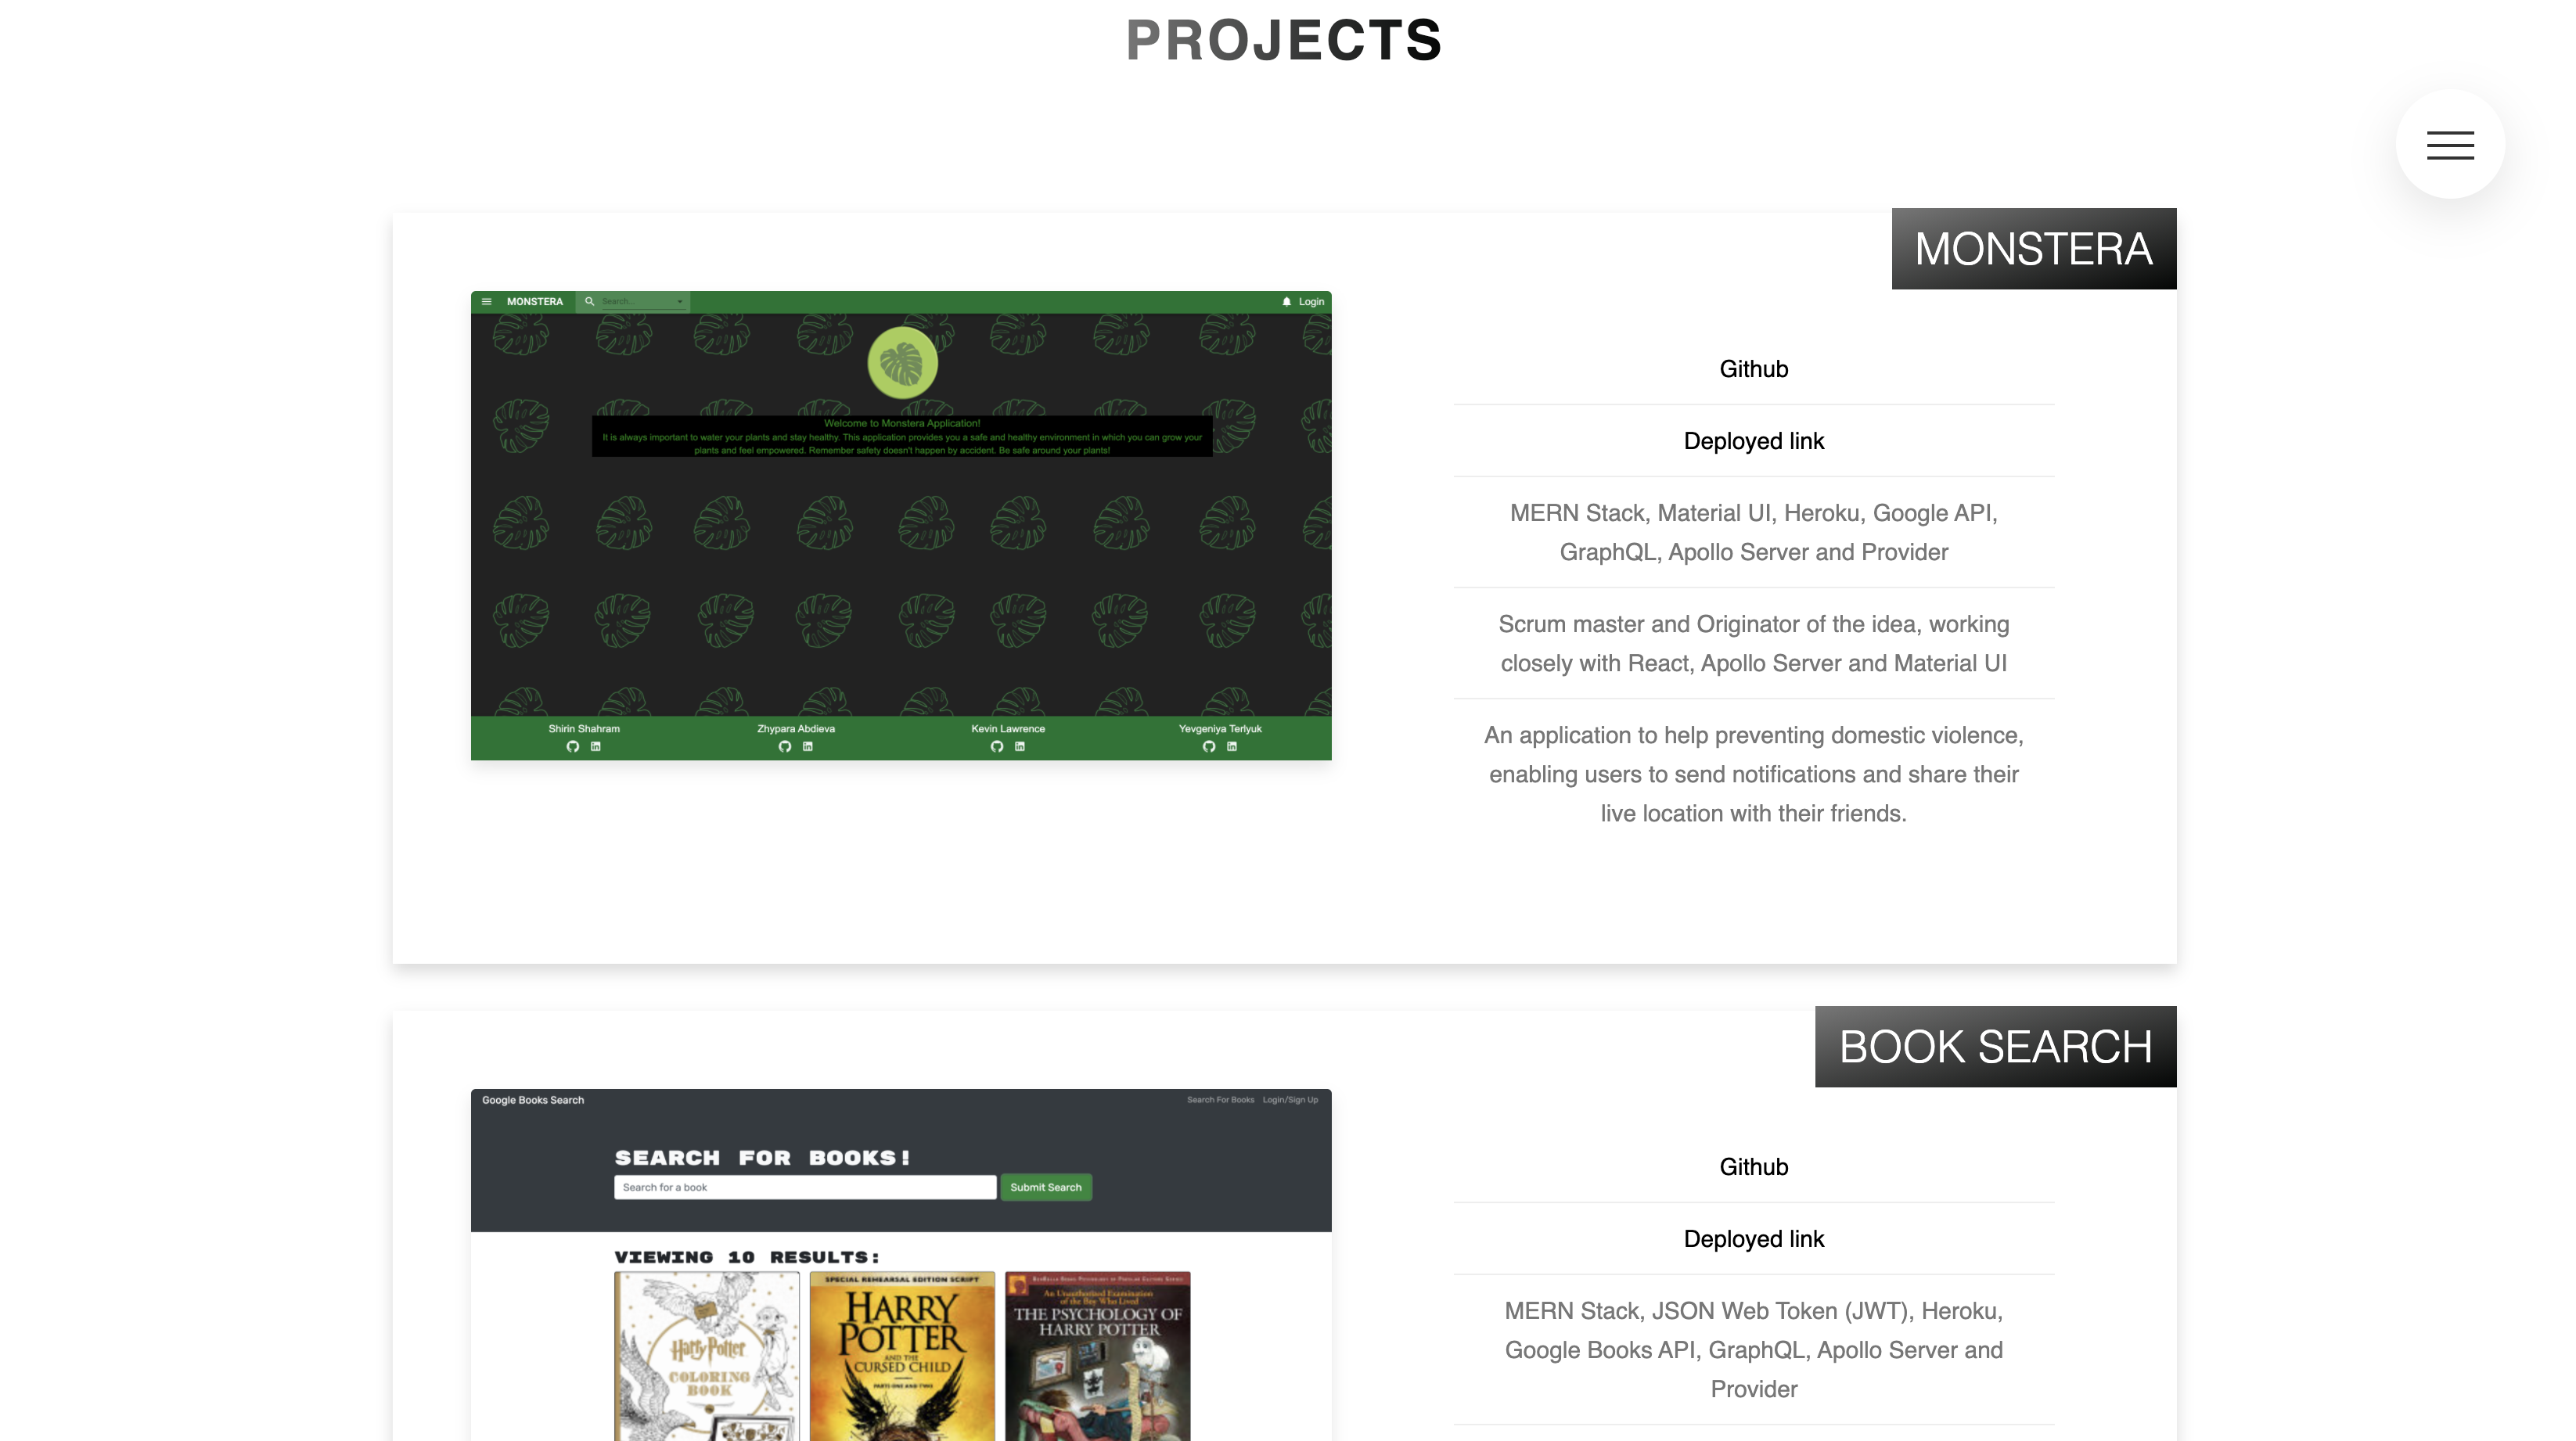 PROJECTS
MONSTERA
MONSTERA
Search...
Login
Welcome to Monstera Application!
It is always important to water your plants and stay healthy. This application provides you a safe and healthy environment in which you can grow your
plants and feel empowered. Remember safety doesn't happen by accident. Be safe around your plants!
Shirin Shahram
Zhypara Abdieva
Kevin Lawrence
Yevgeniya Terlyuk
Github
Deployed link
MERN Stack, Material UI, Heroku, Google API,
GraphQL, Apollo Server and Provider
Scrum master and Originator of the idea, working
closely with React, Apollo Server and Material UI
An application to help preventing domestic violence,
enabling users to send notifications and share their
live location with their friends.
BOOK SEARCH
Google Books Search
Search For Books
Login/Sign Up
SEARCH FOR BOOKS!
Search for a book
Submit Search
VIEWING 10 RESULTS:
Harry Potter
COLORING
BOOK
SPECIAL REHEARSAL EDITION SCRIPT
HARRY
POTTER
AND THE
CURSED CHILD
PARTS ONE AND TWO
An Unauthorized Examination
of the Boy Who Lived
THE PSYCHOLOGY OF
HARRY POTTER
Github
Deployed link
MERN Stack, JSON Web Token (JWT), Heroku,
Google Books API, GraphQL, Apollo Server and
Provider